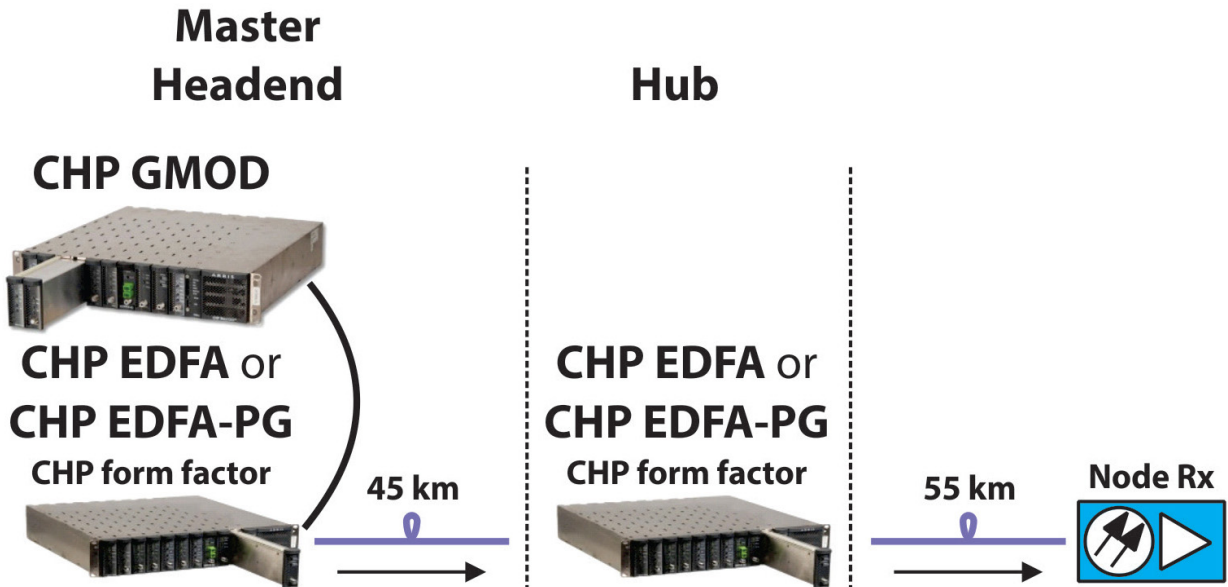 Master
Headend
Hub
CHP GMOD
ARRIS
CHP EDFA or
CHP EDFA-PG
CHP form factor
45 km
CHP EDFA or
CHP EDFA-PG
CHP form factor
55 km
Node Rx